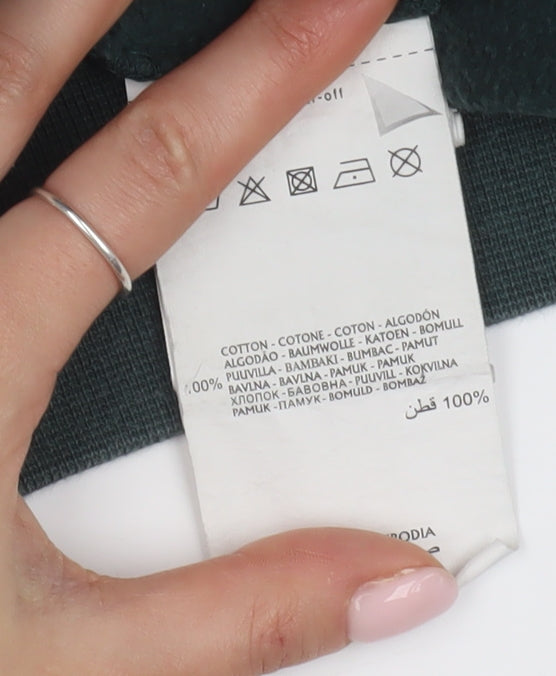 COTTON - COTONE - COTON - ALGODÓN
ALGODÃO - BAUMWOLLE - KATOEN - BOMULL
PUUVILLA - BAMBAKI - BUMBAC - PAMUT
BAVLNA - BAVLNA - PAMUK - PAMUK
ХЛОПОК -БАВОВНА - PUUVILL - KOKVILNA
PAMUK -ПАМУК- BOMULD - BOMBAŽ
100% قطن